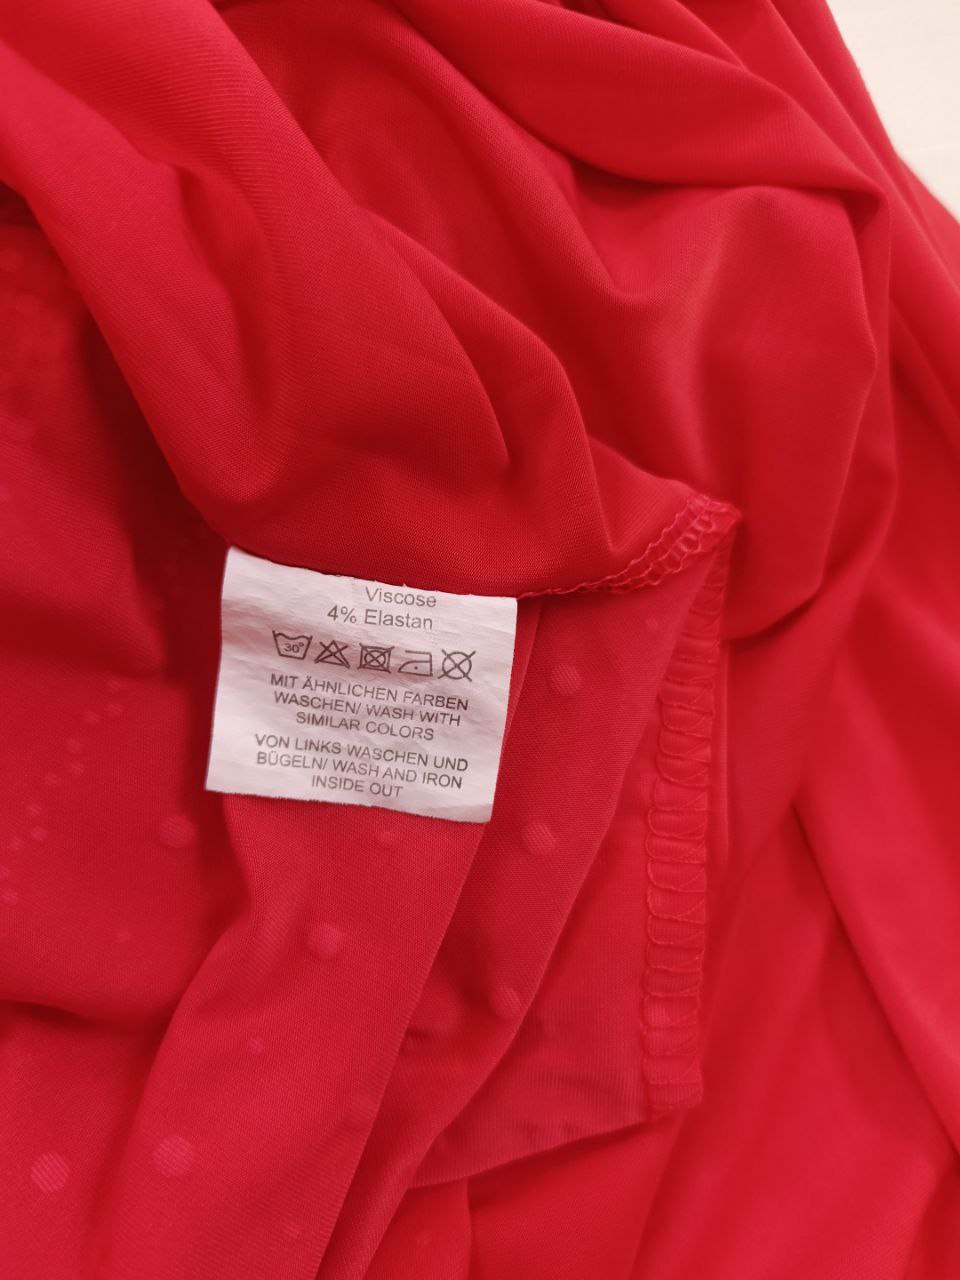 Viscose
4% Elastan
30°
MIT ÄHNLICHEN FARBEN
WASCHEN/ WASH WITH
SIMILAR COLORS
VON LINKS WASCHEN UND
BÜGELN/ WASH AND IRON
INSIDE OUT